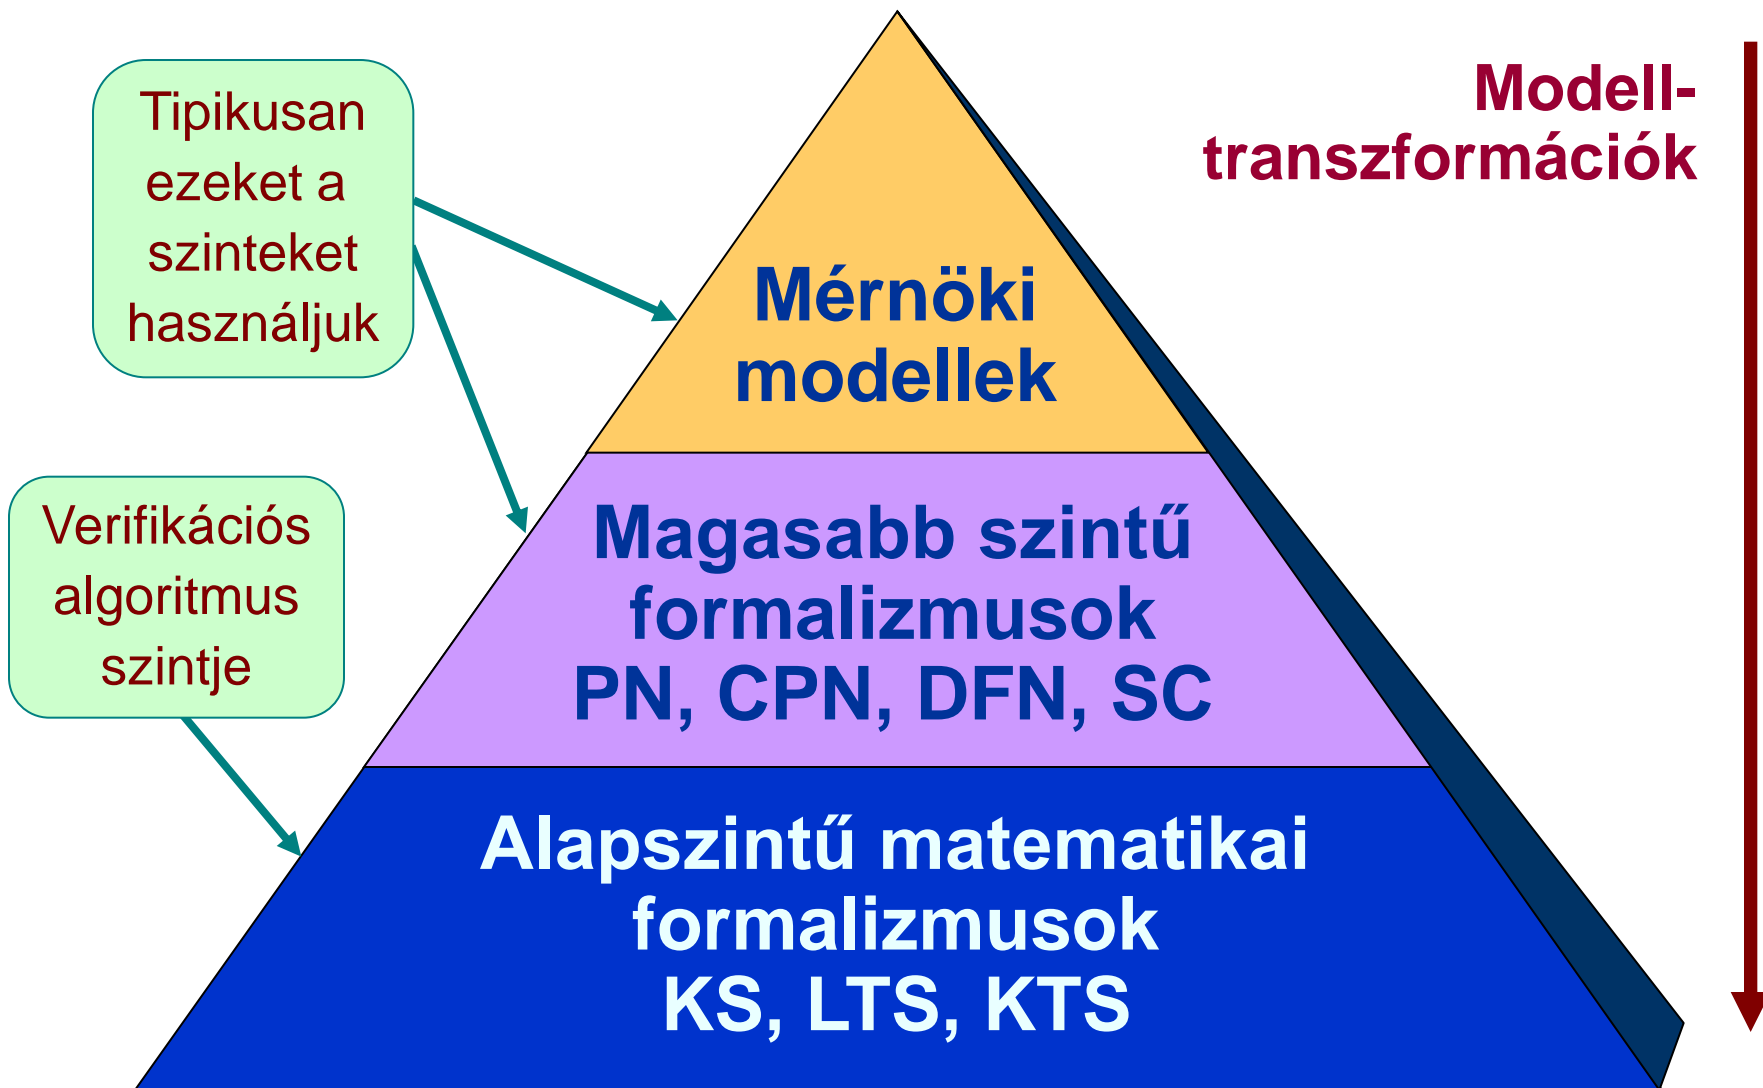 Tipikusan
ezeket a
szinteket
használjuk
Modell-
transzformációk
Mérnöki
modellek
Verifikációs
algoritmus
szintje
Magasabb szintű
formalizmusok
PN, CPN, DFN, SC
Alapszintű matematikai
formalizmusok
KS, LTS, KTS